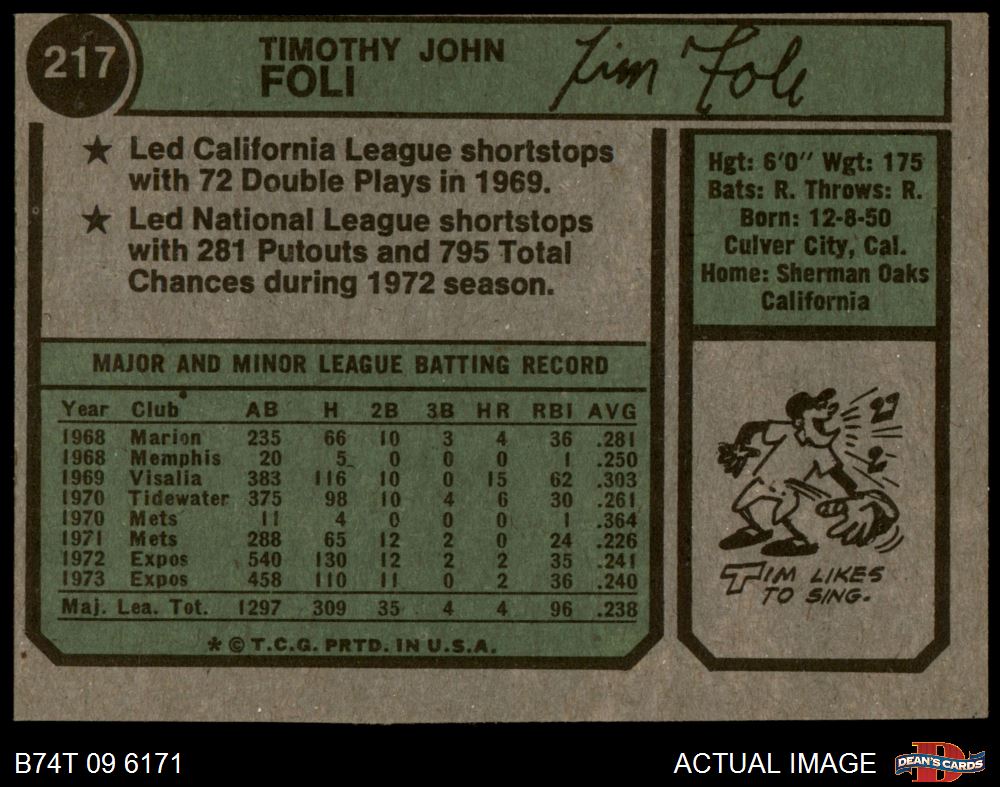 217
TIMOTHY JOHN
FOLI
Tim Foli
★ Led California League shortstops
with 72 Double Plays in 1969.
★ Led National League shortstops
with 281 Putouts and 795 Total
Chances during 1972 season.
Hgt: 6'0" Wgt: 175
Bats: R. Throws: R.
Born: 12-8-50
Culver City, Cal.
Home: Sherman Oaks
California
MAJOR AND MINOR LEAGUE BATTING RECORD
Year Club AB H 2B 3B HR RBI AVG
1968 Marion 235 66 10 3 4 36 .281
1968 Memphis 20 5 0 0 0 1 .250
1969 Visalia 383 116 10 0 15 62 .303
1970 Tidewater 375 98 10 4 6 30 .261
1970 Mets 11 4 0 0 0 1 .364
1971 Mets 288 65 12 2 0 24 .226
1972 Expos 540 130 12 2 2 35 .241
1973 Expos 458 110 11 0 2 36 .240
Maj. Lea. Tot. 1297 309 35 4 4 96 .238
* © T.C.G. PRTD. IN U.S.A.
TIM LIKES
TO SING.
B74T 09 6171
ACTUAL IMAGE
DEAN'S CARDS